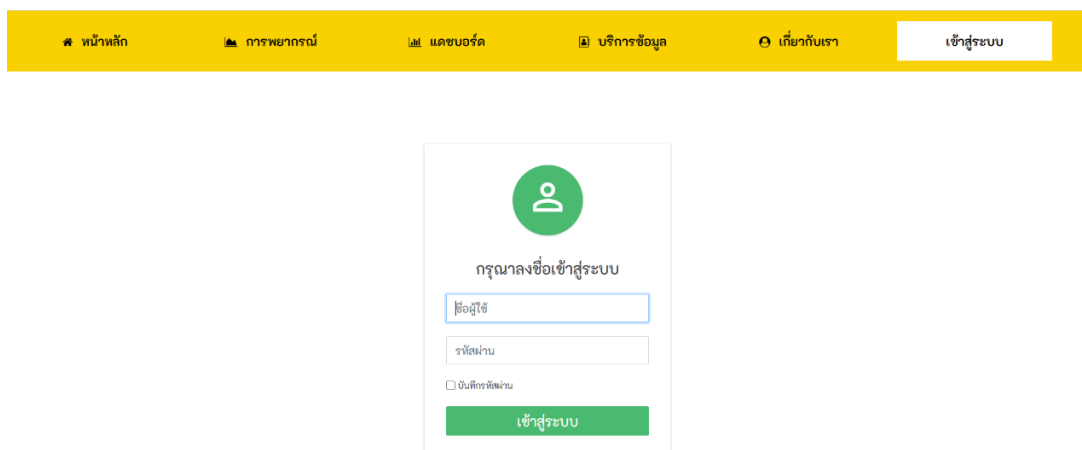 หน้าหลัก การพยากรณ์ แดชบอร์ด บริการข้อมูล เกี่ยวกับเรา เข้าสู่ระบบ
กรุณาลงชื่อเข้าสู่ระบบ
ชื่อผู้ใช้
รหัสผ่าน
บันทึกรหัสผ่าน
เข้าสู่ระบบ